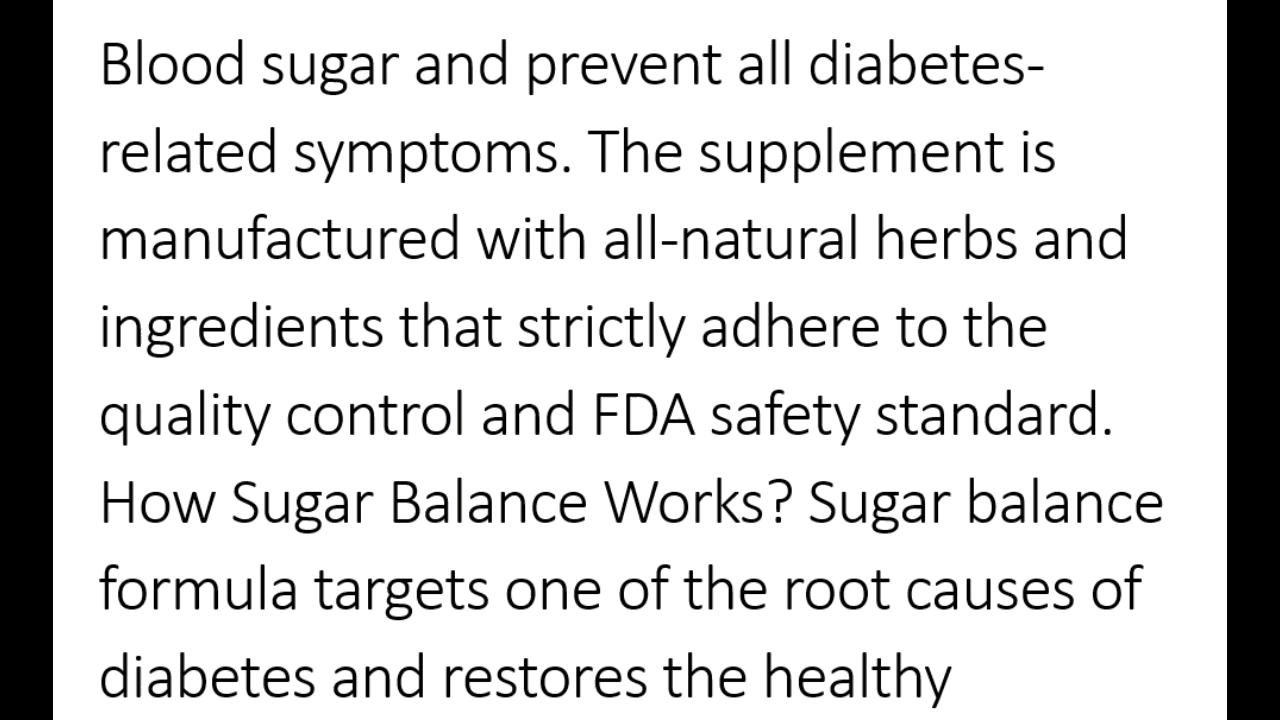 Blood sugar and prevent all diabetes-
related symptoms. The supplement is
manufactured with all-natural herbs and
ingredients that strictly adhere to the
quality control and FDA safety standard.
How Sugar Balance Works? Sugar balance
formula targets one of the root causes of
diabetes and restores the healthy